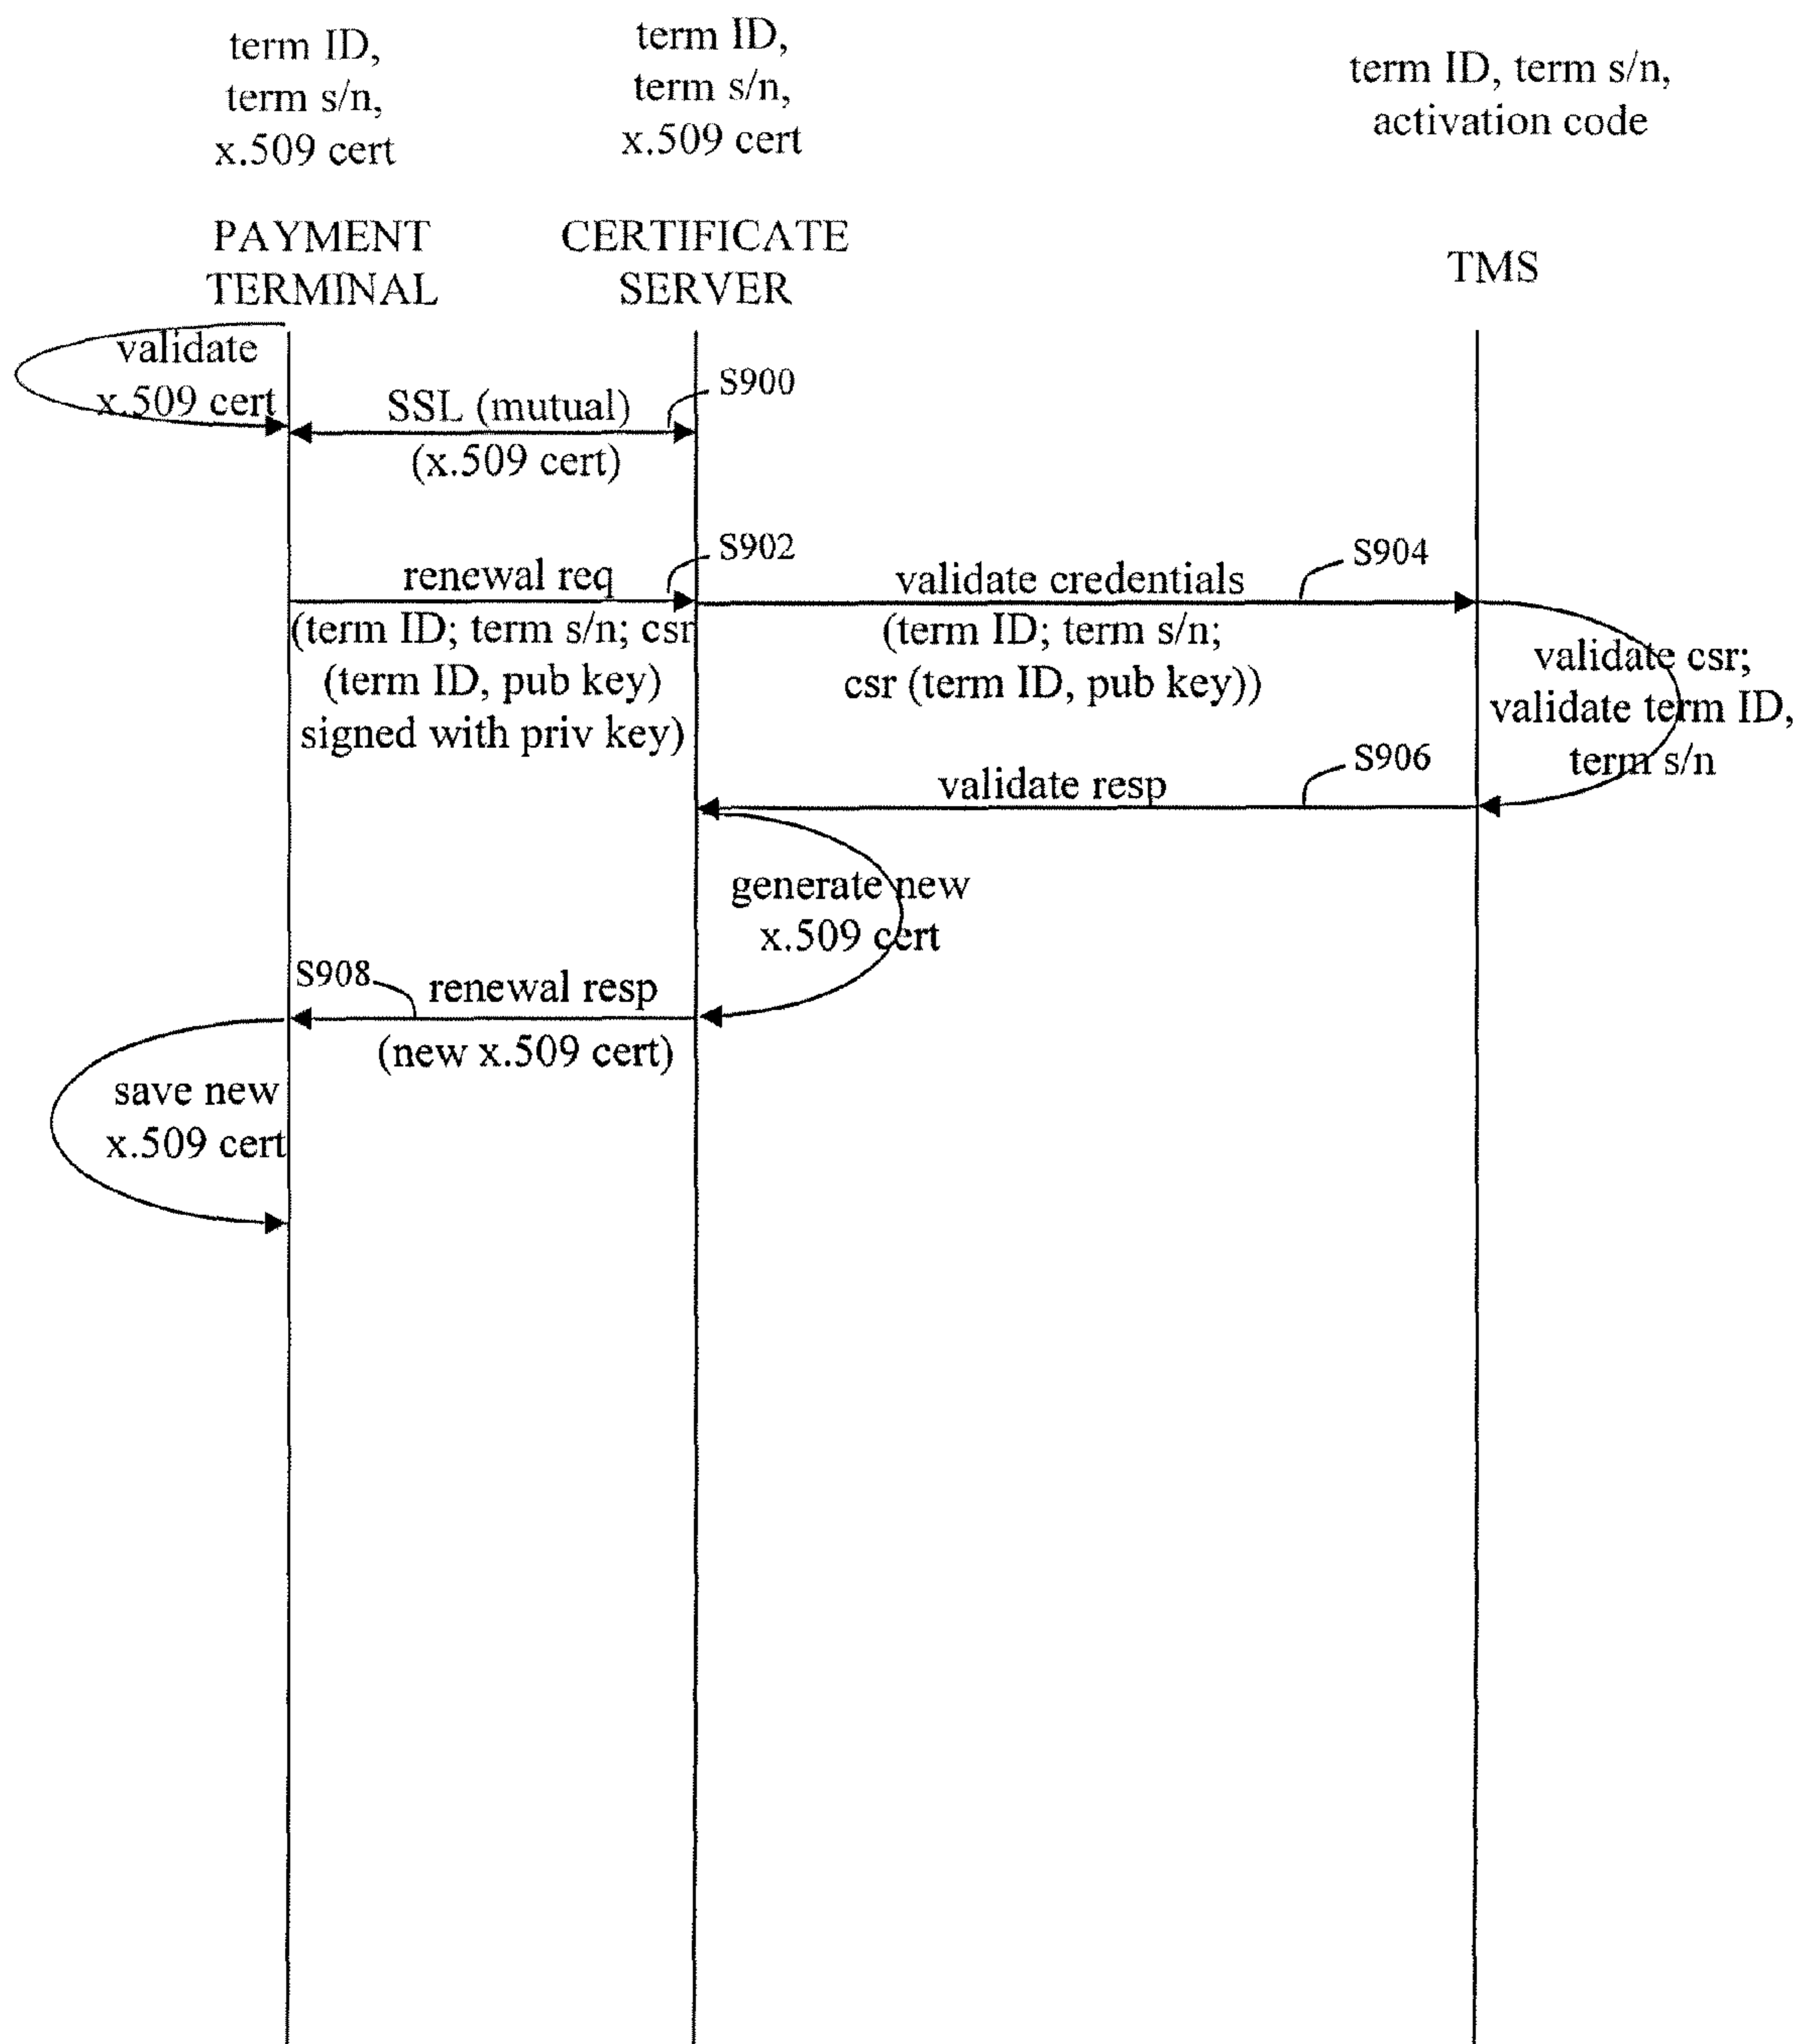 term ID,
term s/n,
x.509 cert
term ID,
term s/n,
x.509 cert
term ID, term s/n,
activation code
PAYMENT
TERMINAL
CERTIFICATE
SERVER
TMS
validate
x.509 cert
SSL (mutual)
(x.509 cert)
S900
renewal req
(term ID; term s/n; csr
(term ID, pub key)
signed with priv key)
S902
validate credentials
(term ID; term s/n;
csr (term ID, pub key))
S904
validate csr;
validate term ID,
term s/n
validate resp
S906
generate new
x.509 cert
S908
renewal resp
(new x.509 cert)
save new
x.509 cert